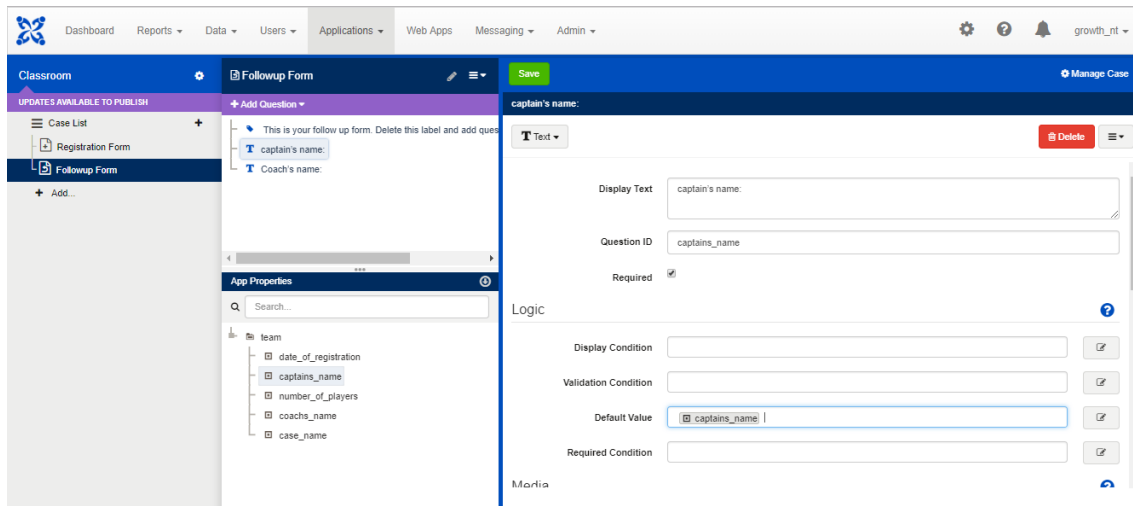 Dashboard Reports Data Users Applications Web Apps Messaging Admin growth_nt
Classroom
UPDATES AVAILABLE TO PUBLISH
Case List
Registration Form
Followup Form
Add...
Followup Form
Add Question
This is your follow up form. Delete this label and add ques
captain's name:
Coach's name:
App Properties
Search...
team
date_of_registration
captains_name
number_of_players
coachs_name
case_name
Save
Manage Case
captain's name:
Text
Delete
Display Text captain's name:
Question ID captains_name
Required
Logic
Display Condition
Validation Condition
Default Value captains_name
Required Condition
Media